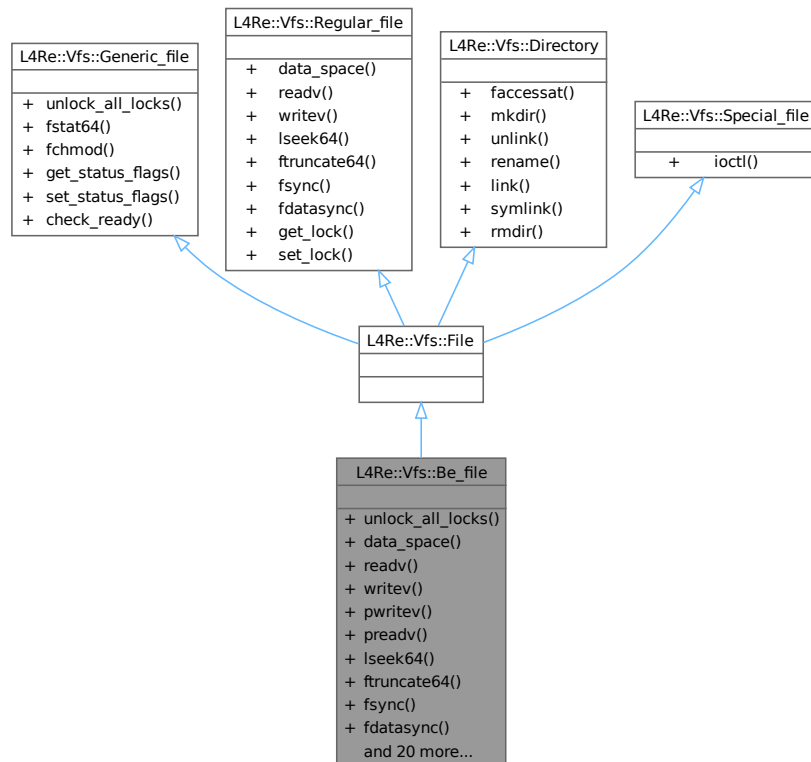 L4Re::Vfs::Generic_file
+ unlock_all_locks()
+ fstat64()
+ fchmod()
+ get_status_flags()
+ set_status_flags()
+ check_ready()
L4Re::Vfs::Regular_file
+ data_space()
+ readv()
+ writev()
+ lseek64()
+ ftruncate64()
+ fsync()
+ fdatasync()
+ get_lock()
+ set_lock()
L4Re::Vfs::Directory
+ faccessat()
+ mkdir()
+ unlink()
+ rename()
+ link()
+ symlink()
+ rmdir()
L4Re::Vfs::Special_file
+ ioctl()
L4Re::Vfs::File
L4Re::Vfs::Be_file
+ unlock_all_locks()
+ data_space()
+ readv()
+ writev()
+ pwritev()
+ preadv()
+ lseek64()
+ ftruncate64()
+ fsync()
+ fdatasync()
and 20 more...